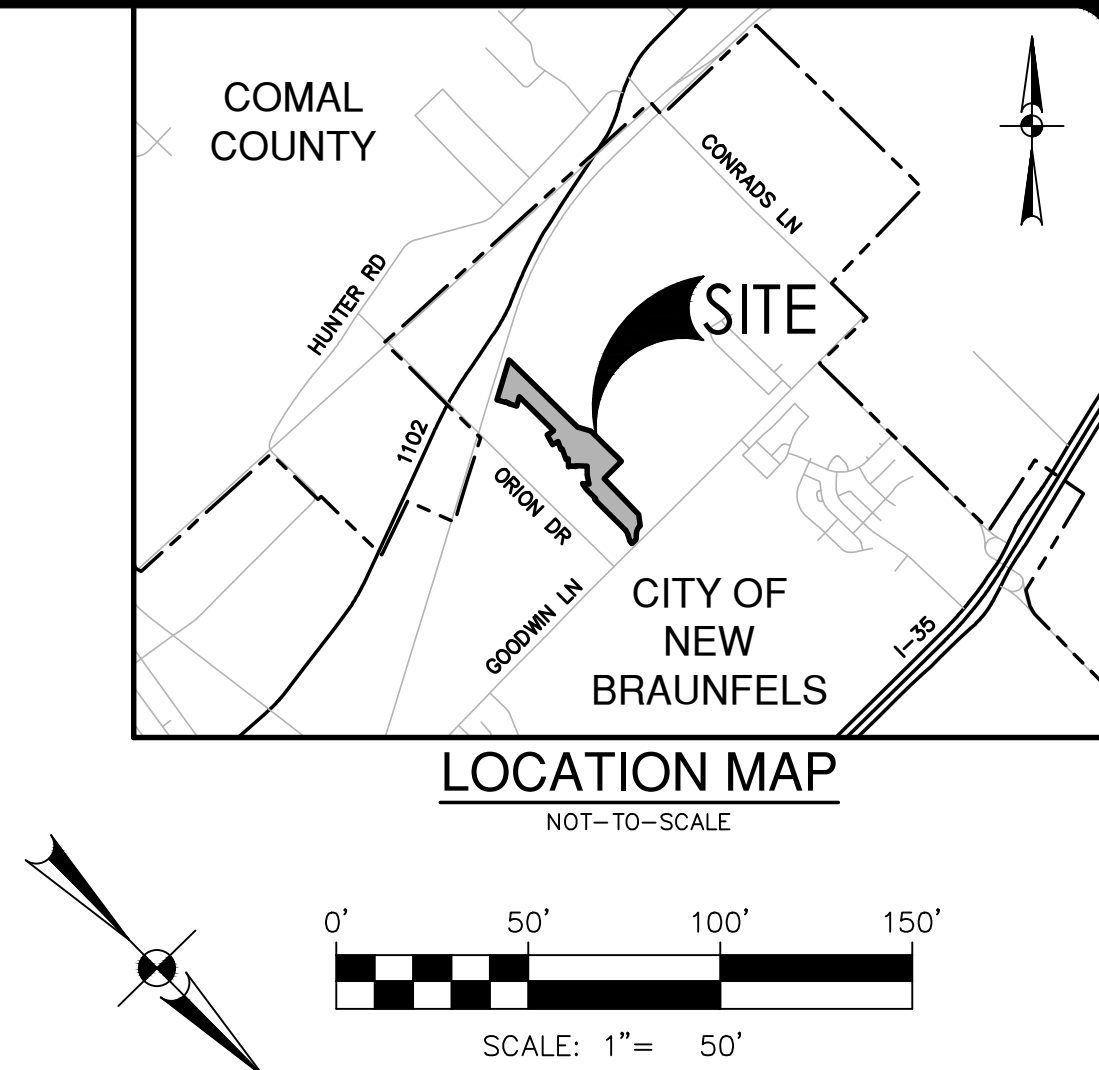 COMAL
COUNTY
CONRADS LN
HUNTER RD
SITE
1102
ORION DR
GOODWIN LN
CITY OF
NEW
BRAUNFELS
I-35
LOCATION MAP
NOT-TO-SCALE
0' 50' 100' 150'
SCALE: 1"= 50'